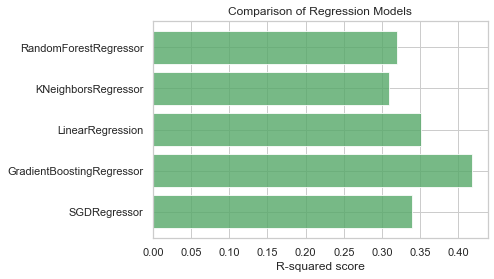 Comparison of Regression Models
RandomForestRegressor
KNeighborsRegressor
LinearRegression
GradientBoostingRegressor
SGDRegressor
0.00 0.05 0.10 0.15 0.20 0.25 0.30 0.35 0.40
R-squared score